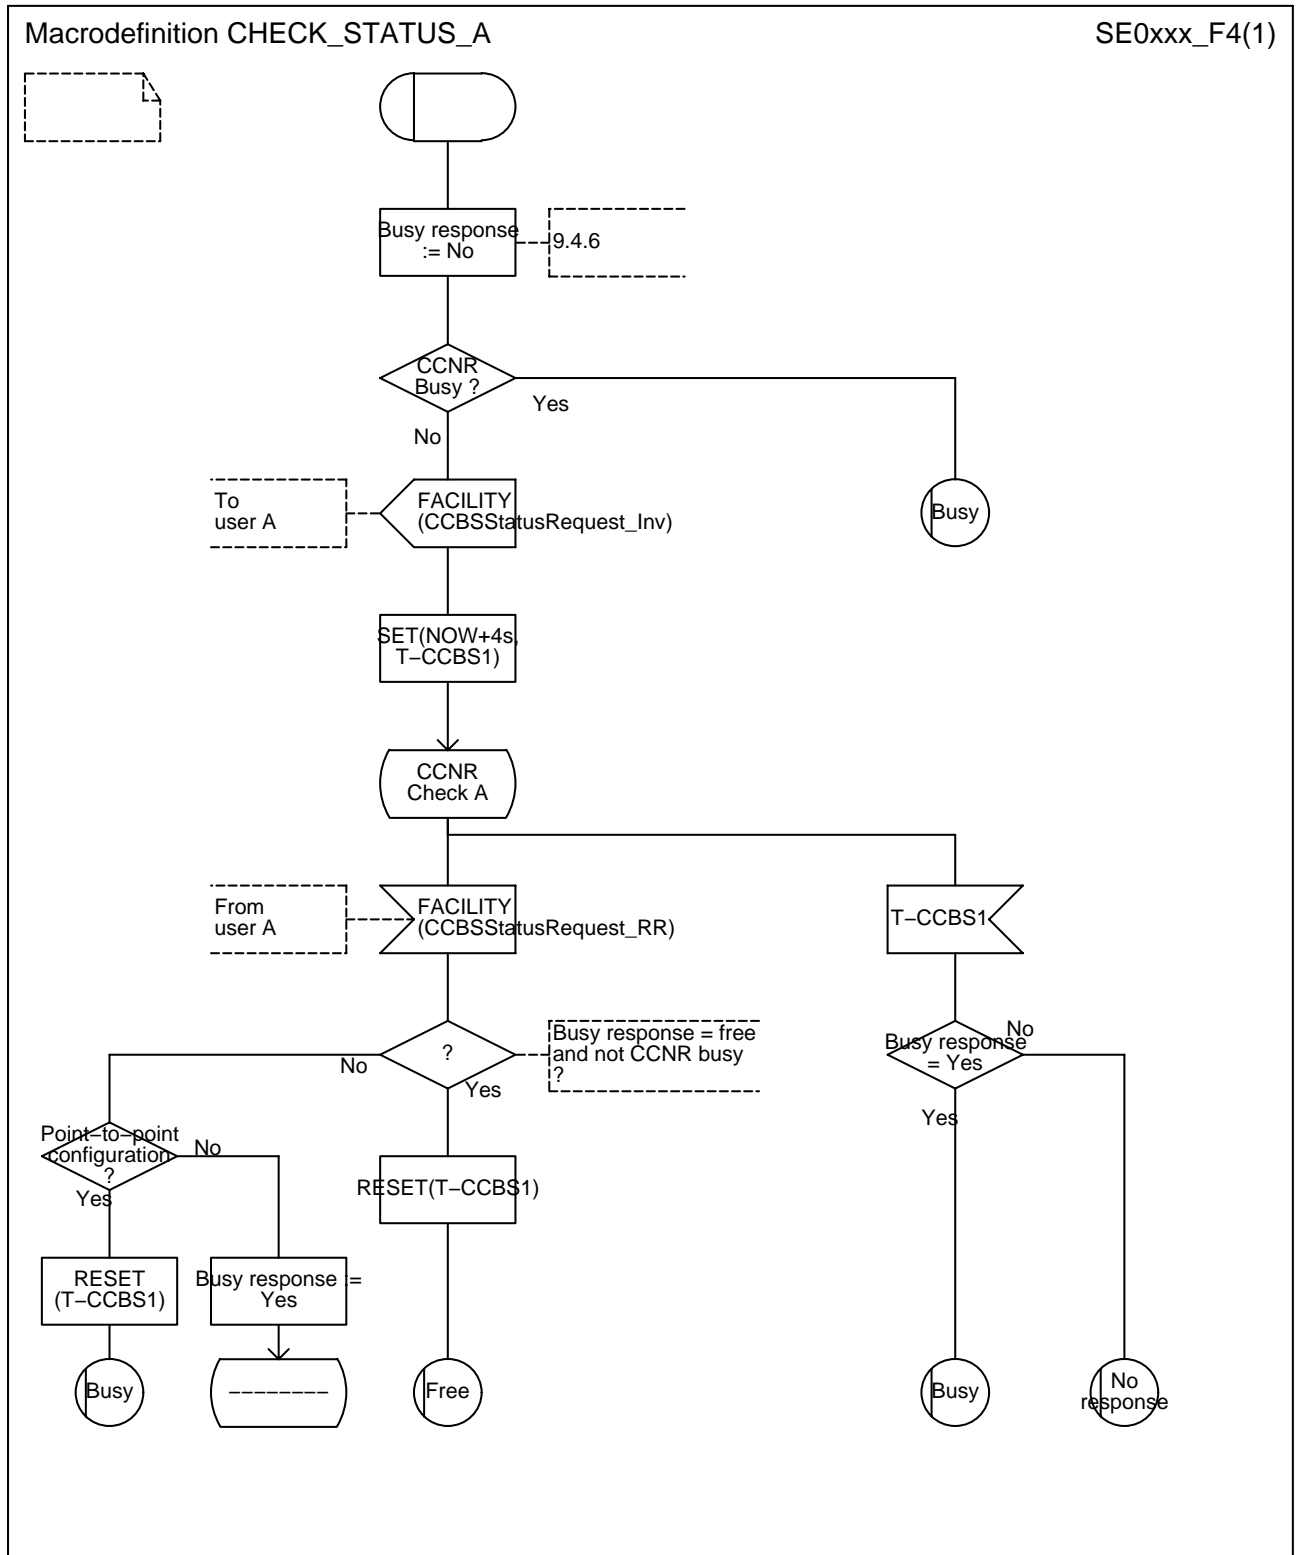 Macrodefinition CHECK_STATUS_A
SE0xxx_F4(1)
Busy response
:= No
9.4.6
CCNR
Busy ?
Yes
No
To
user A
FACILITY
(CCBSStatusRequest_Inv)
Busy
SET(NOW+4s,
T−CCBS1)
CCNR
Check A
From
user A
FACILITY
(CCBSStatusRequest_RR)
T−CCBS1
?
No
Yes
Busy response = free
and not CCNR busy
?
Busy response
= Yes
No
Yes
Point−to−point
configuration
?
No
Yes
RESET(T−CCBS1)
RESET
(T−CCBS1)
Busy response :=
Yes
Busy
−−−−−−−−
Free
Busy
No
response